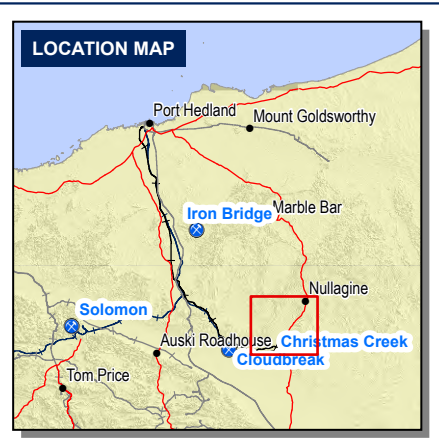 LOCATION MAP
Port Hedland
Mount Goldsworthy
Iron Bridge
Marble Bar
Nullagine
Solomon
Auski Roadhouse
Christmas Creek
Cloudbreak
Tom Price